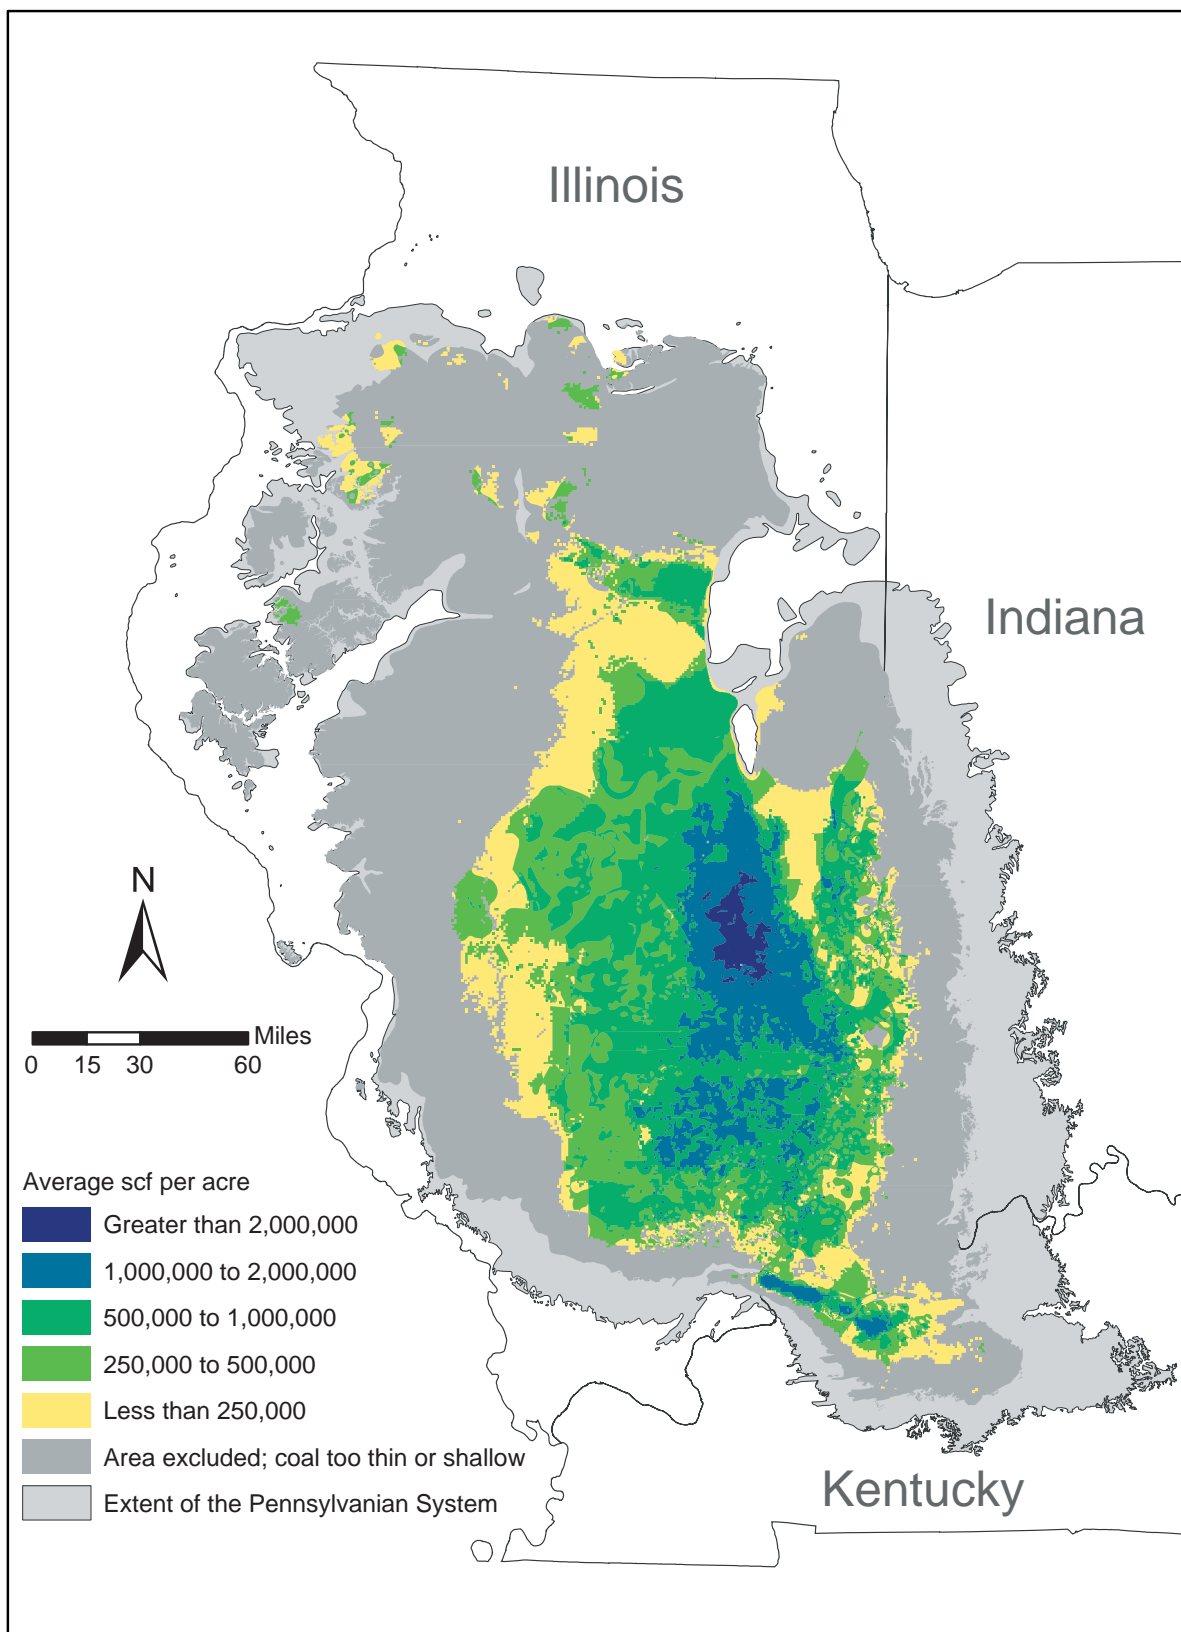 Illinois
Indiana
N
Miles
0 15 30 60
Average scf per acre
Greater than 2,000,000
1,000,000 to 2,000,000
500,000 to 1,000,000
250,000 to 500,000
Less than 250,000
Area excluded; coal too thin or shallow
Extent of the Pennsylvanian System
Kentucky